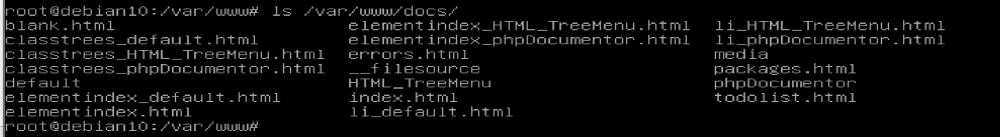 root@debian10:/var/www# ls /var/www/docs/
blank.html elementindex_HTML_TreeMenu.html li_HTML_TreeMenu.html
classtrees_default.html elementindex_phpDocumentor.html li_phpDocumentor.html
classtrees_HTML_TreeMenu.html errors.html media
classtrees_phpDocumentor.html __filesource packages.html
default HTML_TreeMenu phpDocumentor
elementindex_default.html index.html todolist.html
elementindex.html li_default.html
root@debian10:/var/www#